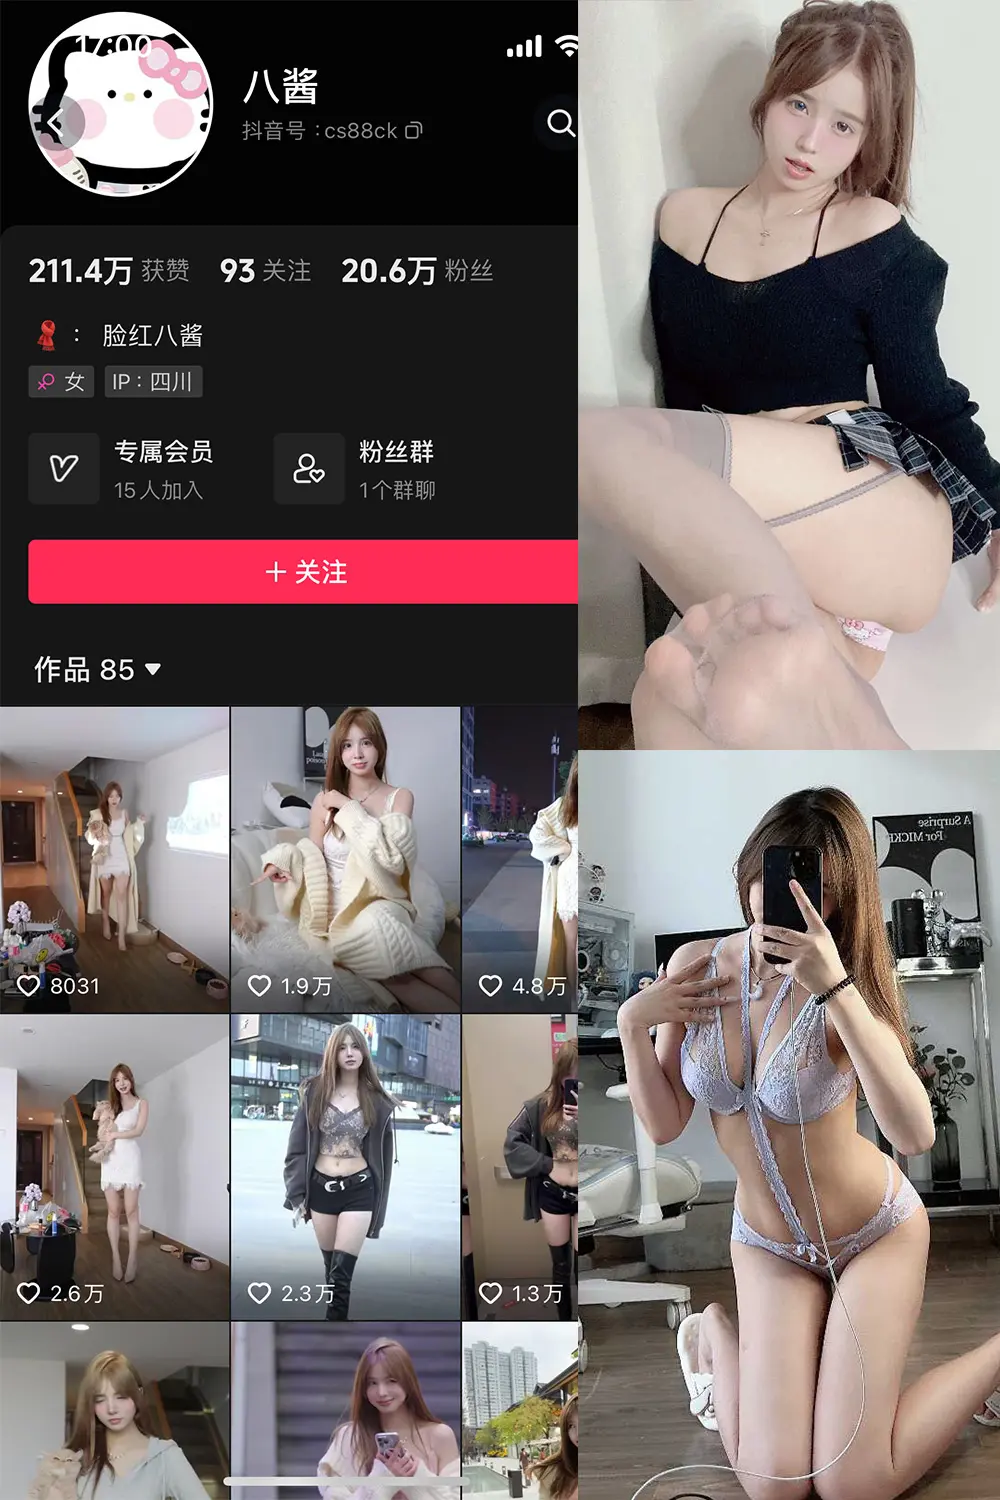 17:00
八酱
抖音号：cs88ck
211.4万 获赞 93 关注 20.6万 粉丝
： 脸红八酱
女 IP：四川
专属会员
15人加入
粉丝群
1个群聊
+ 关注
作品 85
8031
1.9万
4.8万
2.6万
2.3万
1.3万
A Surprise
For MICKE